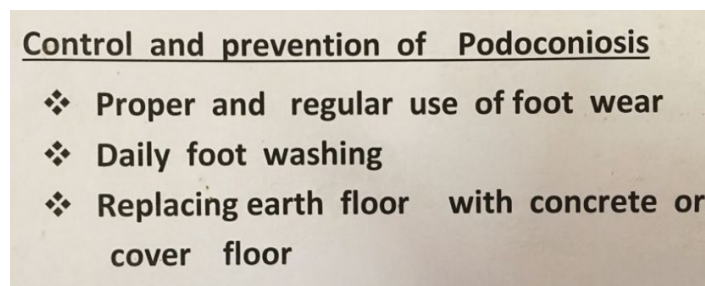 Control and prevention of Podoconiosis
❖ Proper and regular use of foot wear
❖ Daily foot washing
❖ Replacing earth floor with concrete or
cover floor